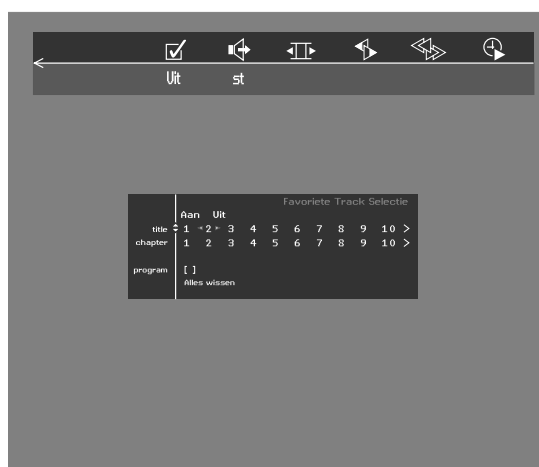 Uit st
Favoriete Track Selectie
Aan Uit
title 1 2 3 4 5 6 7 8 9 10 >
chapter 1 2 3 4 5 6 7 8 9 10 >
program [ ]
Alles wissen